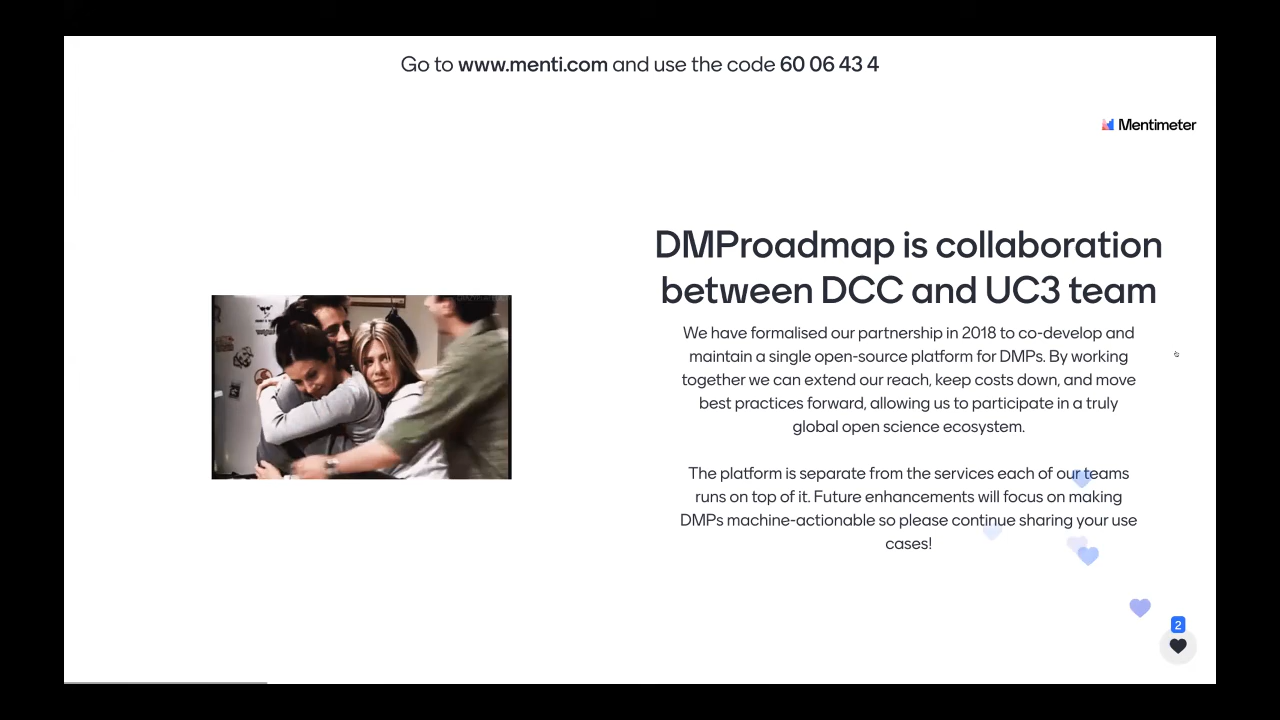 Go to www.menti.com and use the code 60 06 43 4
Mentimeter
DMProadmap is collaboration
between DCC and UC3 team
We have formalised our partnership in 2018 to co-develop and
maintain a single open-source platform for DMPs. By working
together we can extend our reach, keep costs down, and move
best practices forward, allowing us to participate in a truly
global open science ecosystem.
The platform is separate from the services each of our teams
runs on top of it. Future enhancements will focus on making
DMPs machine-actionable so please continue sharing your use
cases!
2